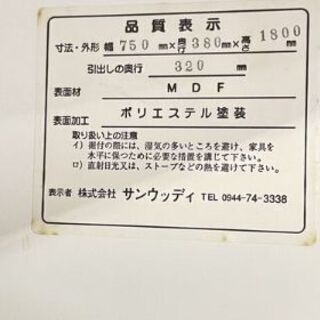 品質表示
寸法・外形 幅 750 mm×奥行 380 mm×高さ 1800 mm
引出しの奥行 320 mm
表面材 MDF
表面加工 ポリエステル塗装
取り扱い上の注意
イ）据付の際には、湿気の多いところを避け、家具を
水平に保つために必要な措置を講じて下さい。
ロ）直射日光又は、ストーブなどの熱を避けて下さい。
表示者 株式会社 サンウッディ TEL 0944-74-3338